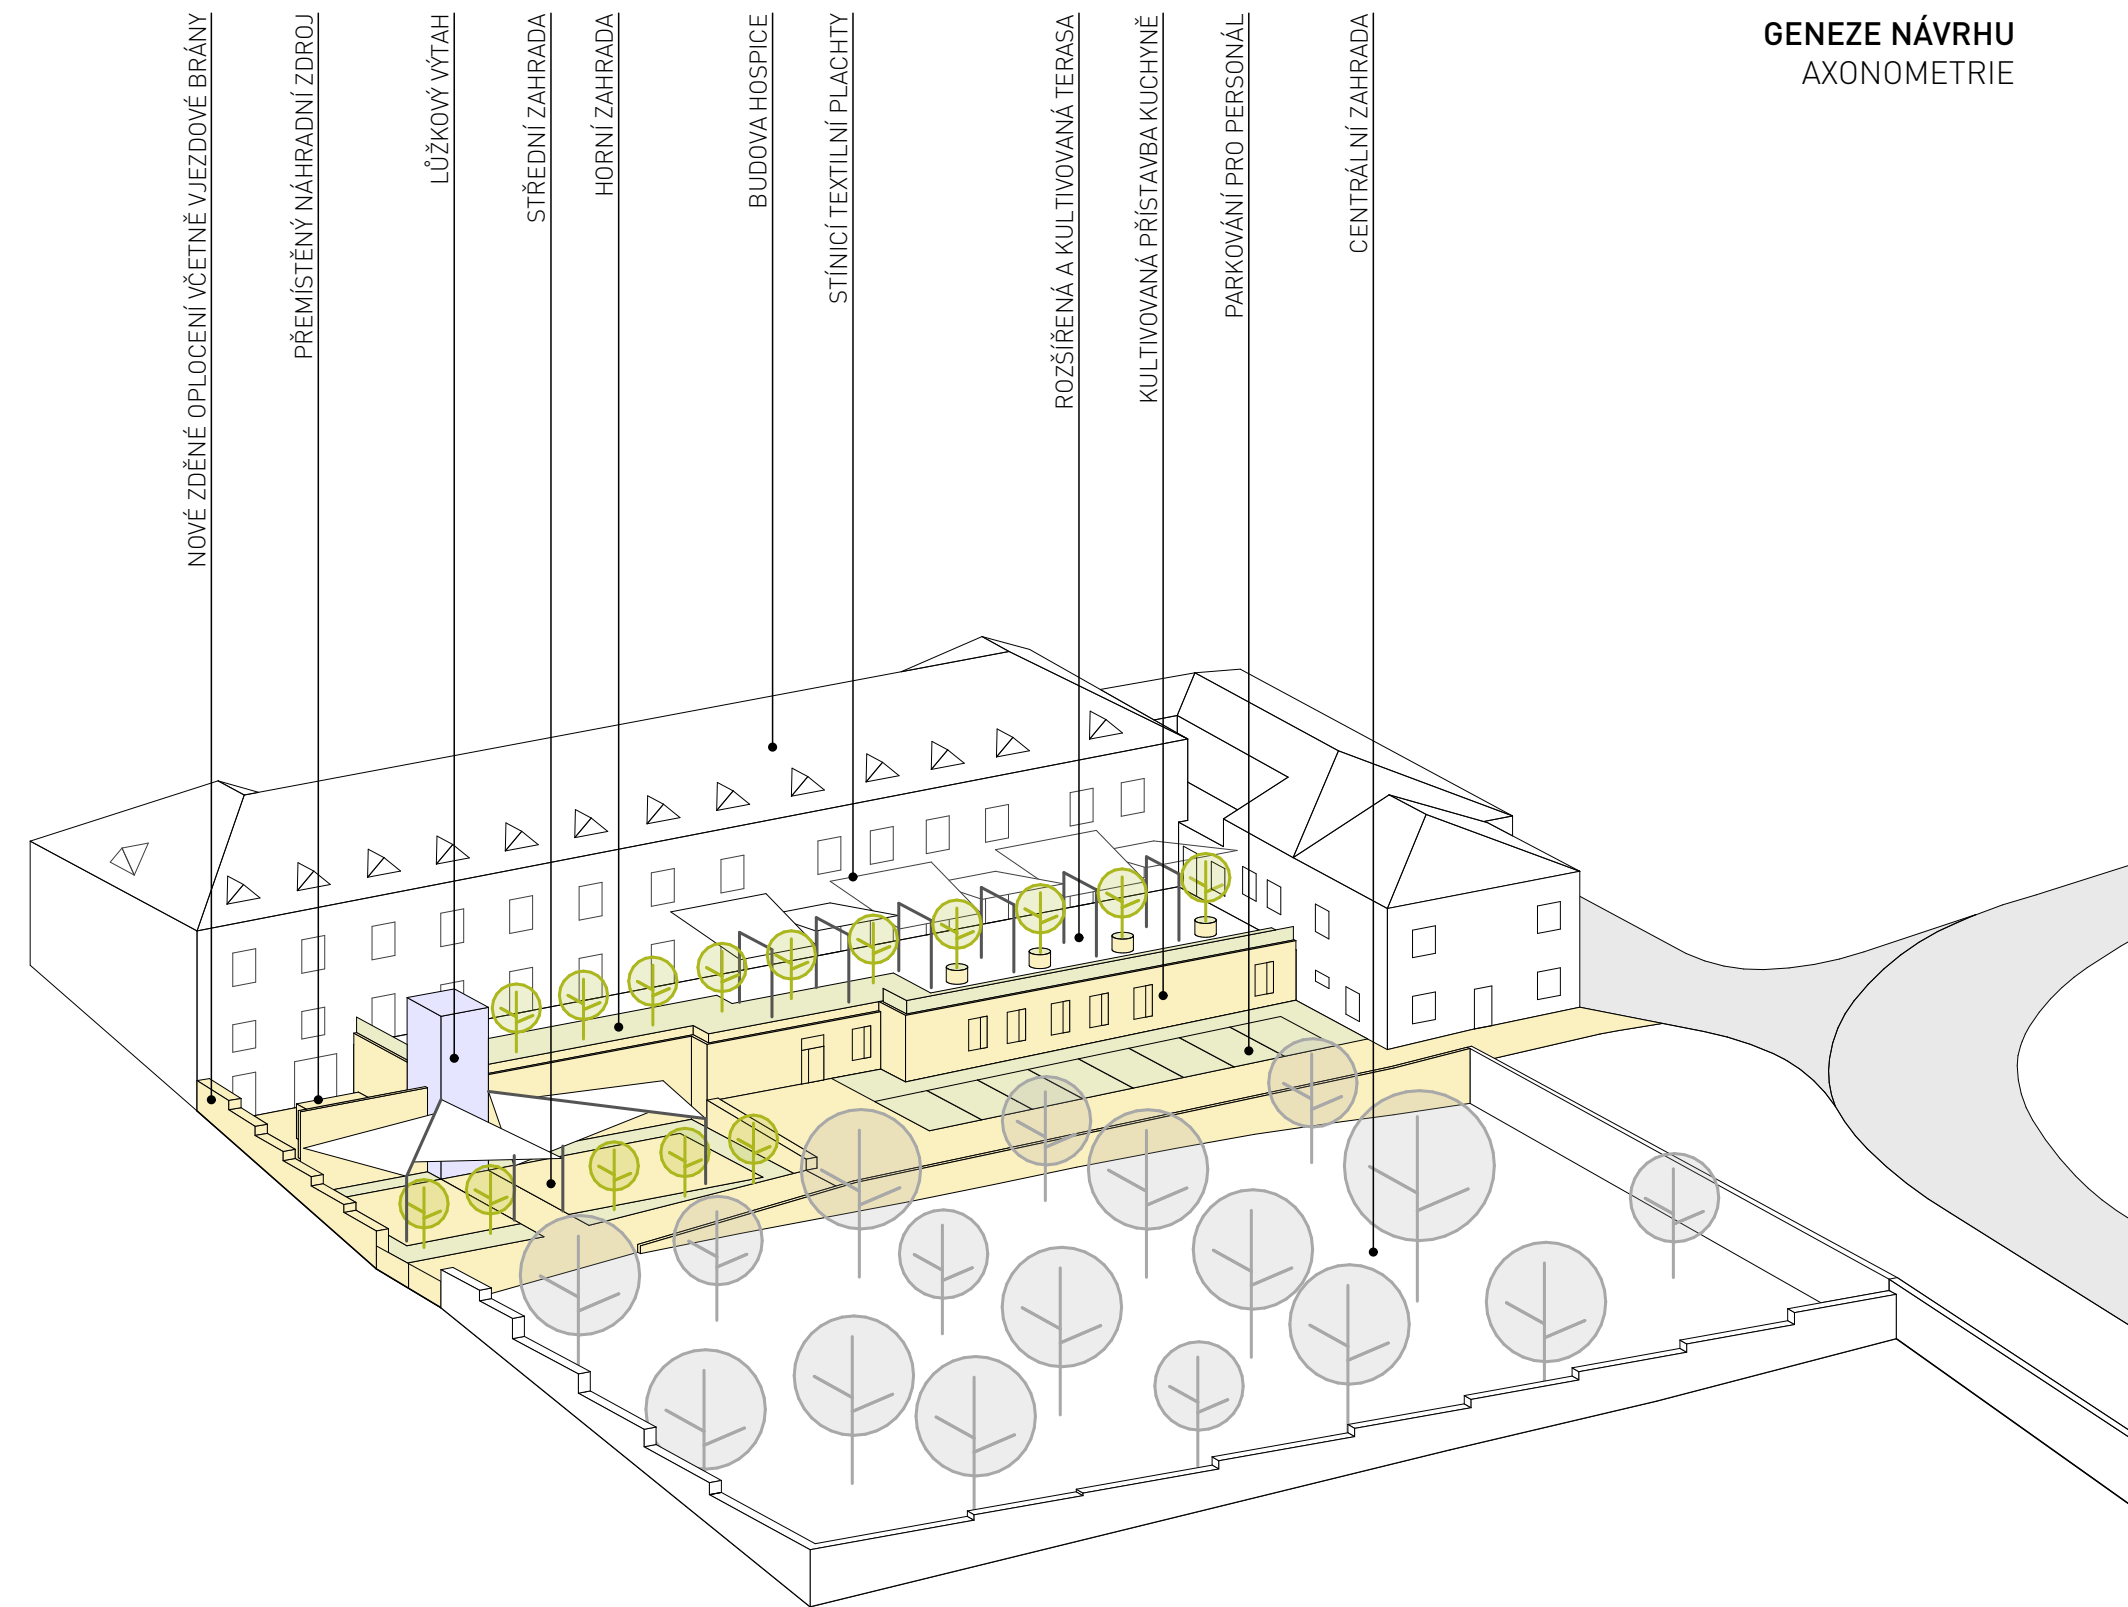 GENEZE NÁVRHU
AXONOMETRIE
NOVÉ ZDĚNÉ OPLOCENÍ VČETNĚ VJEZDOVÉ BRÁNY
PŘEMÍSTĚNÝ NÁHRADNÍ ZDROJ
LŮŽKOVÝ VÝTAH
STŘEDNÍ ZAHRADA
HORNÍ ZAHRADA
BUDOVA HOSPICE
STÍNICÍ TEXTILNÍ PLACHTY
ROZŠÍŘENÁ A KULTIVOVANÁ TERASA
KULTIVOVANÁ PŘÍSTAVBA KUCHYNĚ
PARKOVÁNÍ PRO PERSONÁL
CENTRÁLNÍ ZAHRADA